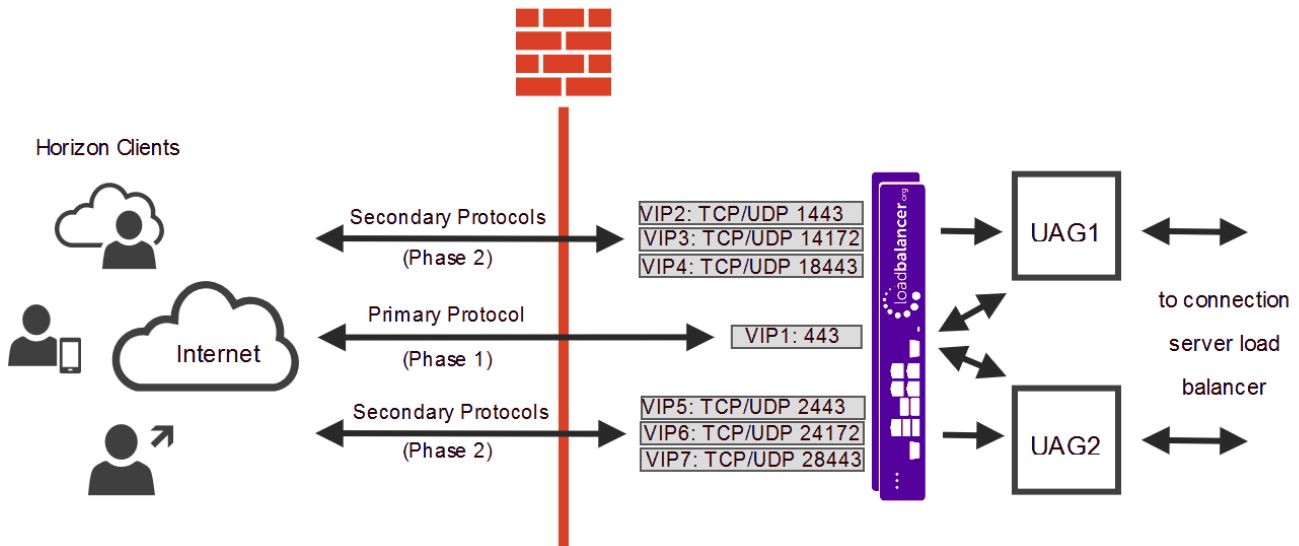 Horizon Clients
Internet
Secondary Protocols
(Phase 2)
Primary Protocol
(Phase 1)
Secondary Protocols
(Phase 2)
VIP2: TCP/UDP 1443
VIP3: TCP/UDP 14172
VIP4: TCP/UDP 18443
VIP1: 443
VIP5: TCP/UDP 2443
VIP6: TCP/UDP 24172
VIP7: TCP/UDP 28443
loadbalancer.org
UAG1
UAG2
to connection
server load
balancer